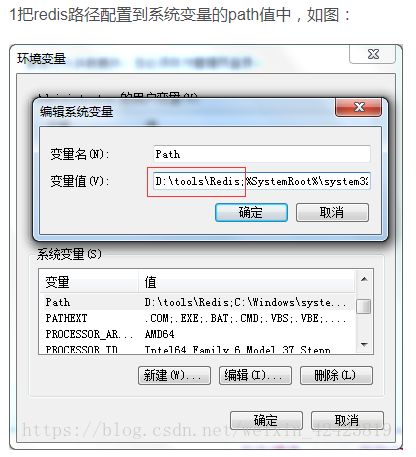 1把redis路径配置到系统变量的path值中，如图：
环境变量
编辑系统变量
变量名(N):
Path
变量值(V):
D:\tools\Redis;%SystemRoot%\system32
确定
取消
系统变量(S)
变量
值
Path
D:\tools\Redis;C:\Windows\syste...
PATHEXT
.COM;.EXE;.BAT;.CMD;.VBS;.VBE;....
PROCESSOR_AR...
AMD64
PROCESSOR_ID
Intel64 Family 6 Model 37 Stepp
新建(W)...
编辑(I)...
删除(L)
确定
取消
https://blog.csdn.net/weixin_42425819